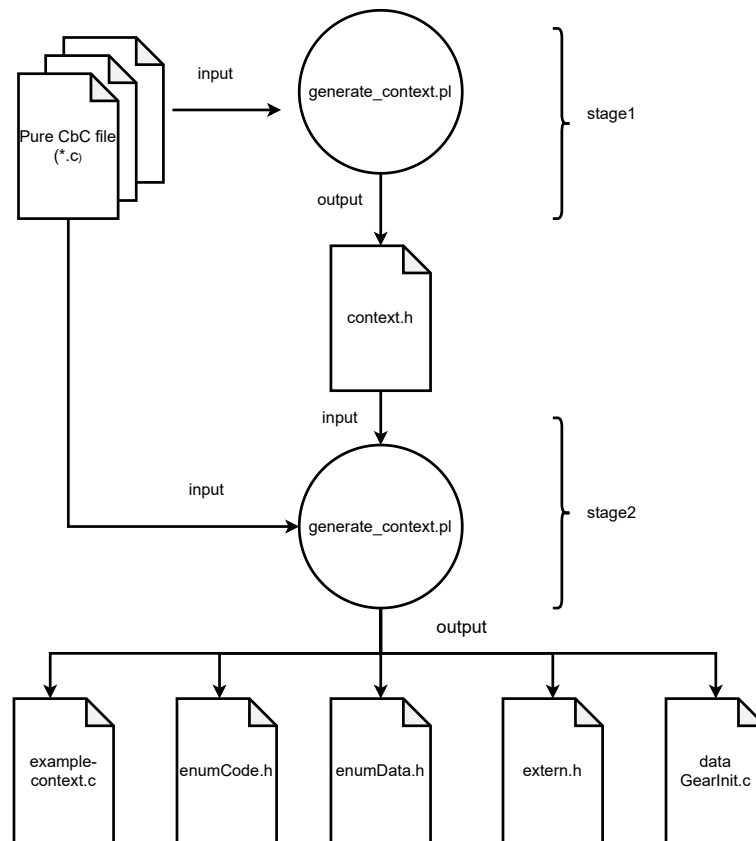 input
generate_context.pl
stage1
Pure CbC file
(*.c)
output
context.h
input
input
generate_context.pl
stage2
output
example-
context.c
enumCode.h
enumData.h
extern.h
data
GearInit.c